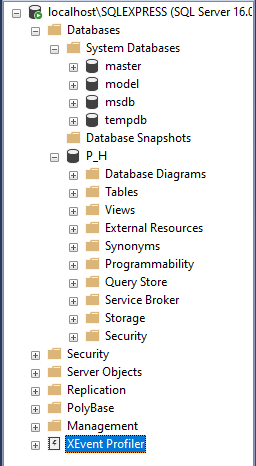 localhost\SQLEXPRESS (SQL Server 16.0
Databases
System Databases
master
model
msdb
tempdb
Database Snapshots
P_H
Database Diagrams
Tables
Views
External Resources
Synonyms
Programmability
Query Store
Service Broker
Storage
Security
Security
Server Objects
Replication
PolyBase
Management
XEvent Profiler